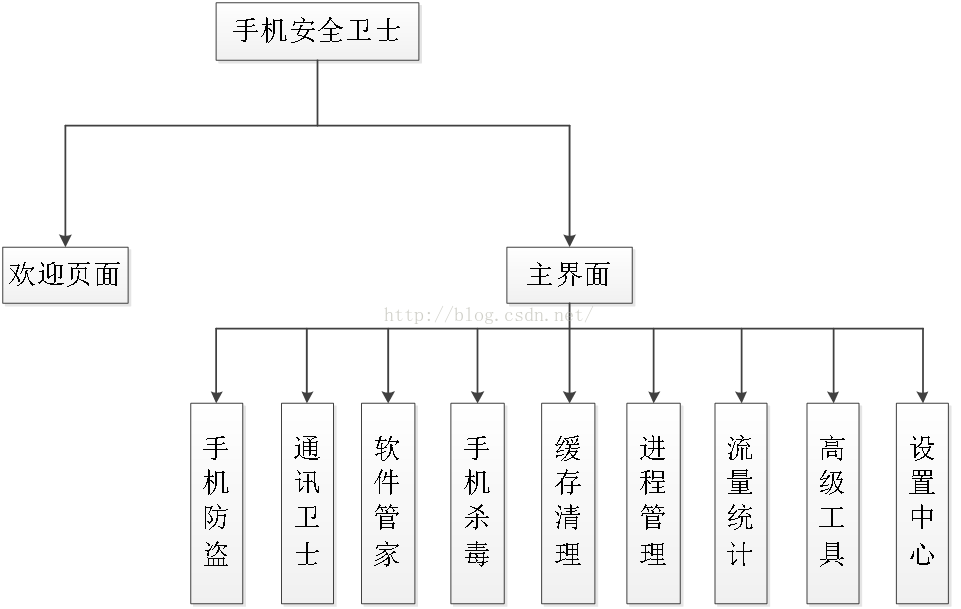 手机安全卫士
欢迎页面
主界面
http://blog.csdn.net/
手机防盗
通讯卫士
软件管家
手机杀毒
缓存清理
进程管理
流量统计
高级工具
设置中心